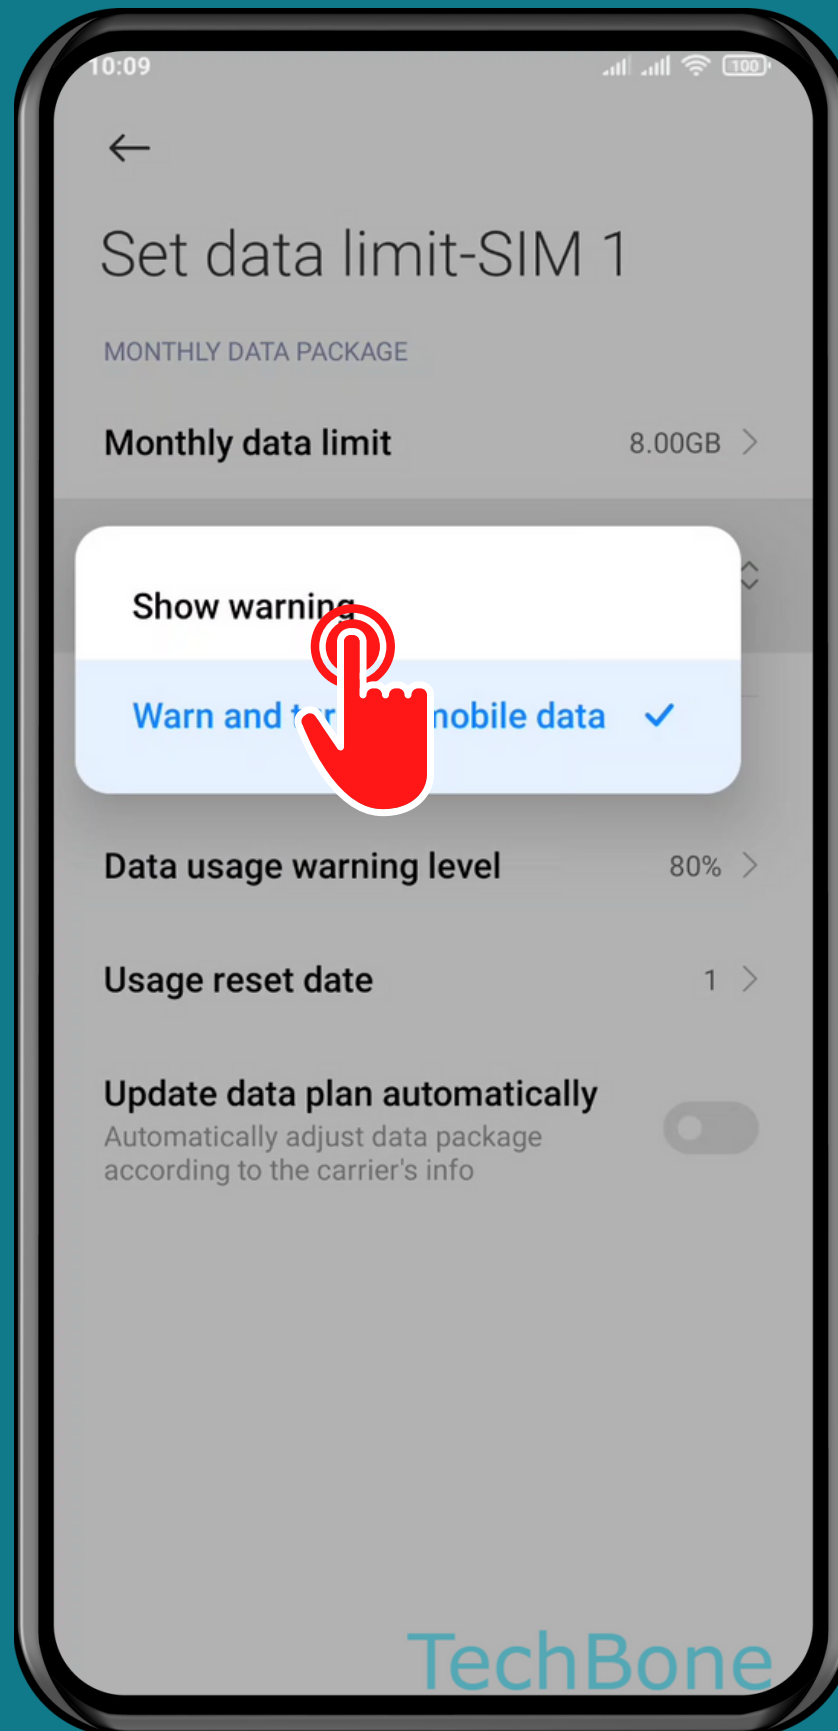 10:09
100
Set data limit-SIM 1
MONTHLY DATA PACKAGE
Monthly data limit 8.00GB
Show warning
Warn and mobile data
Data usage warning level 80%
Usage reset date 1
Update data plan automatically
Automatically adjust data package
according to the carrier's info
TechBone